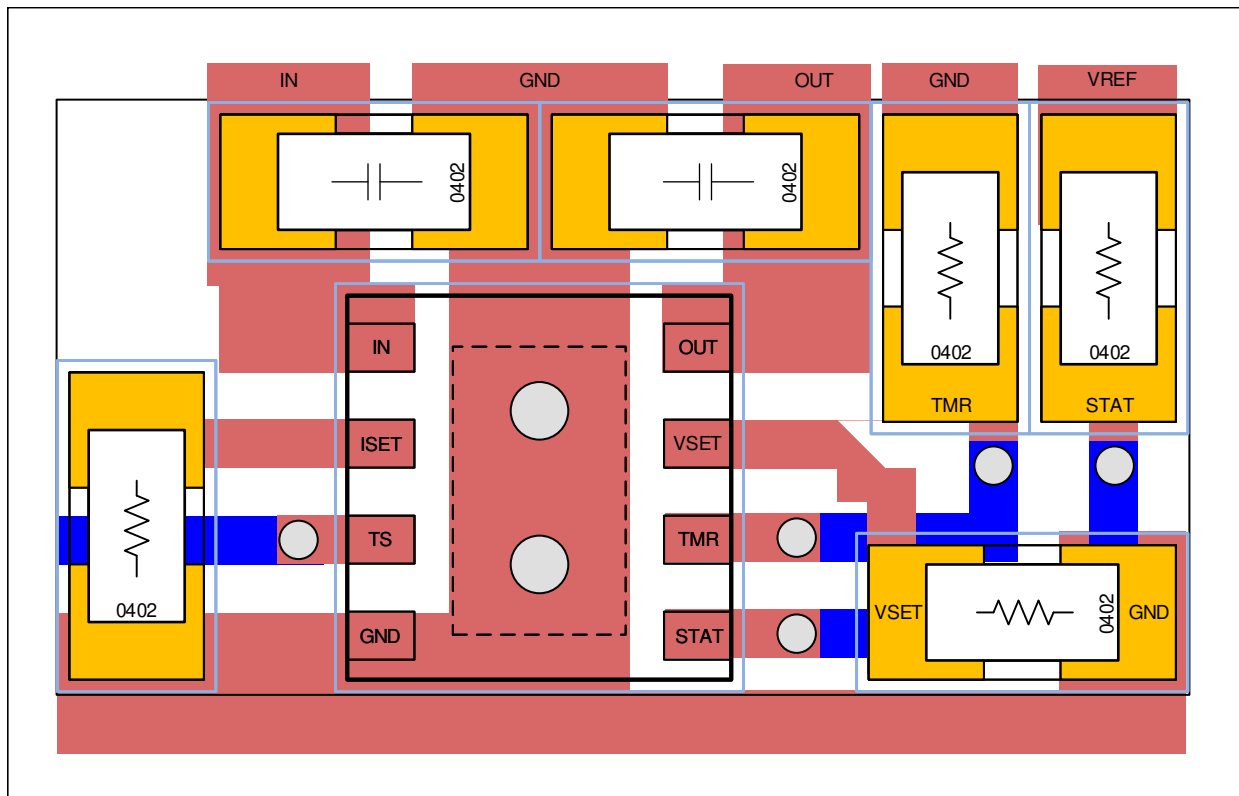 IN
GND
OUT
GND
VREF
0402
0402
0402
0402
TMR
STAT
IN
OUT
ISET
VSET
TS
TMR
GND
STAT
0402
VSET
0402
GND